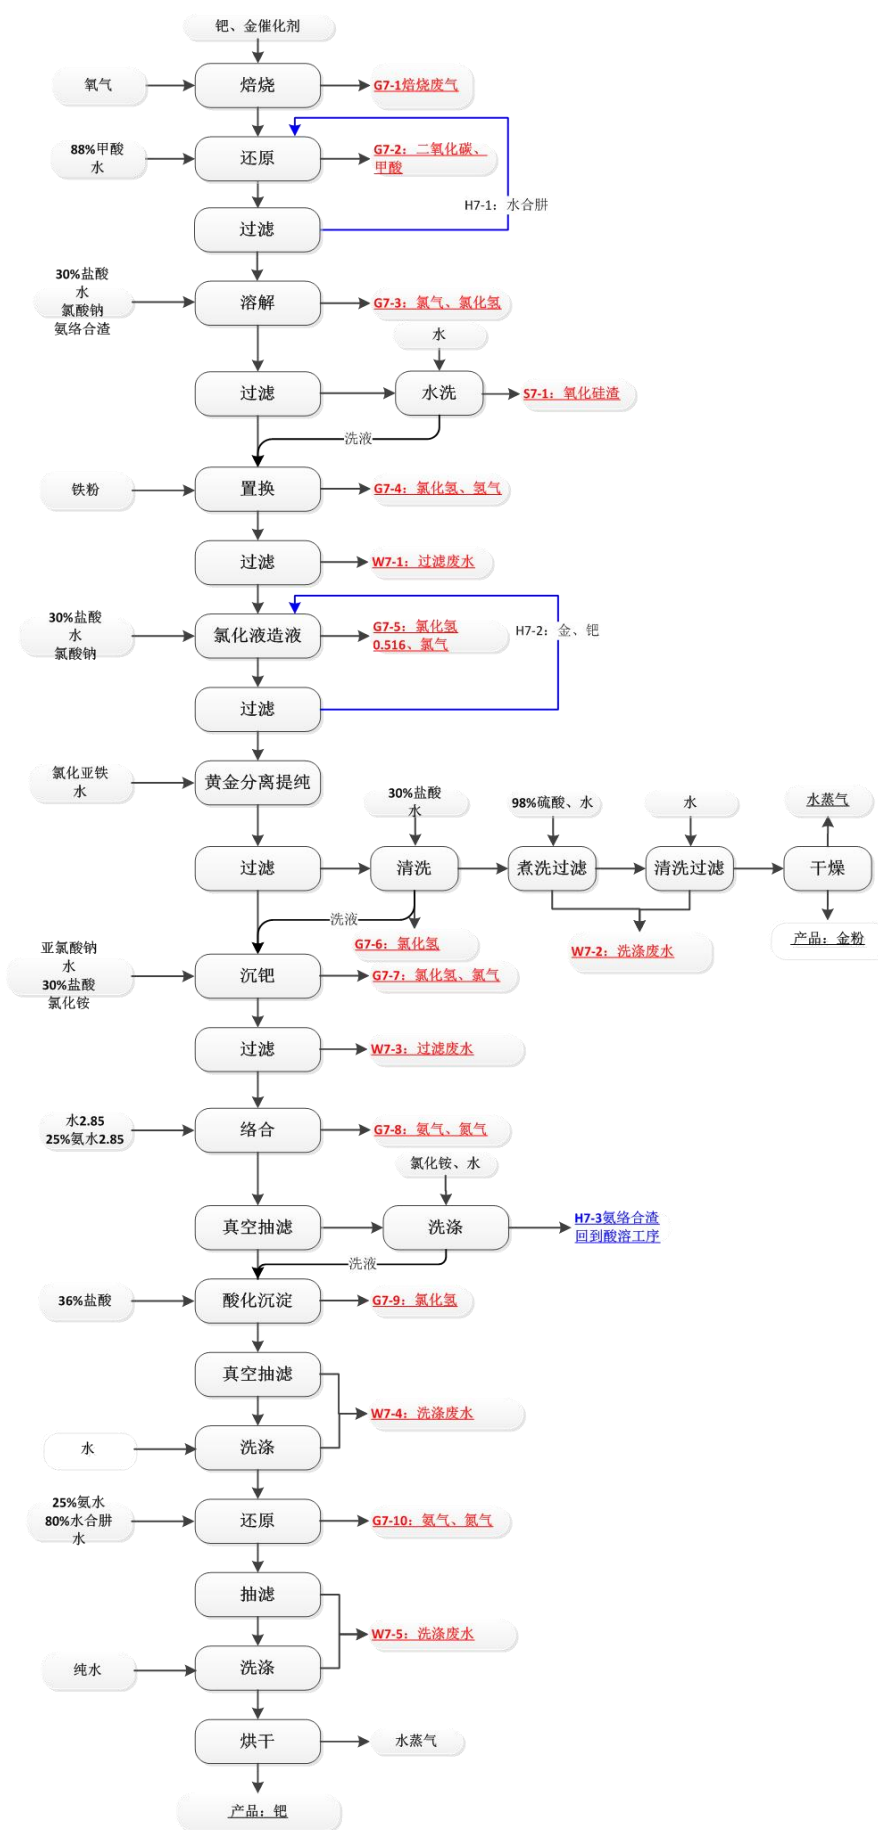 钯、金催化剂
氧气
焙烧
G7-1焙烧废气
88%甲酸
水
还原
G7-2：二氧化碳、
甲酸
H7-1：水合肼
过滤
30%盐酸
水
氯酸钠
氨络合渣
溶解
G7-3：氯气、氯化氢
水
过滤
水洗
S7-1：氧化硅渣
洗液
铁粉
置换
G7-4：氯化氢、氢气
过滤
W7-1：过滤废水
30%盐酸
水
氯酸钠
氯化液造液
G7-5：氯化氢
0.516、氯气
H7-2：金、钯
过滤
氯化亚铁
水
黄金分离提纯
30%盐酸
水
98%硫酸、水
水
水蒸气
过滤
清洗
煮洗过滤
清洗过滤
干燥
洗液
G7-6：氯化氢
W7-2：洗涤废水
产品：金粉
亚氯酸钠
水
30%盐酸
氯化铵
沉钯
G7-7：氯化氢、氯气
过滤
W7-3：过滤废水
水2.85
25%氨水2.85
络合
G7-8：氨气、氮气
氯化铵、水
真空抽滤
洗涤
H7-3氨络合渣
回到酸溶工序
洗液
36%盐酸
酸化沉淀
G7-9：氯化氢
真空抽滤
W7-4：洗涤废水
水
洗涤
25%氨水
80%水合肼
水
还原
G7-10：氨气、氮气
抽滤
W7-5：洗涤废水
纯水
洗涤
烘干
水蒸气
产品：钯